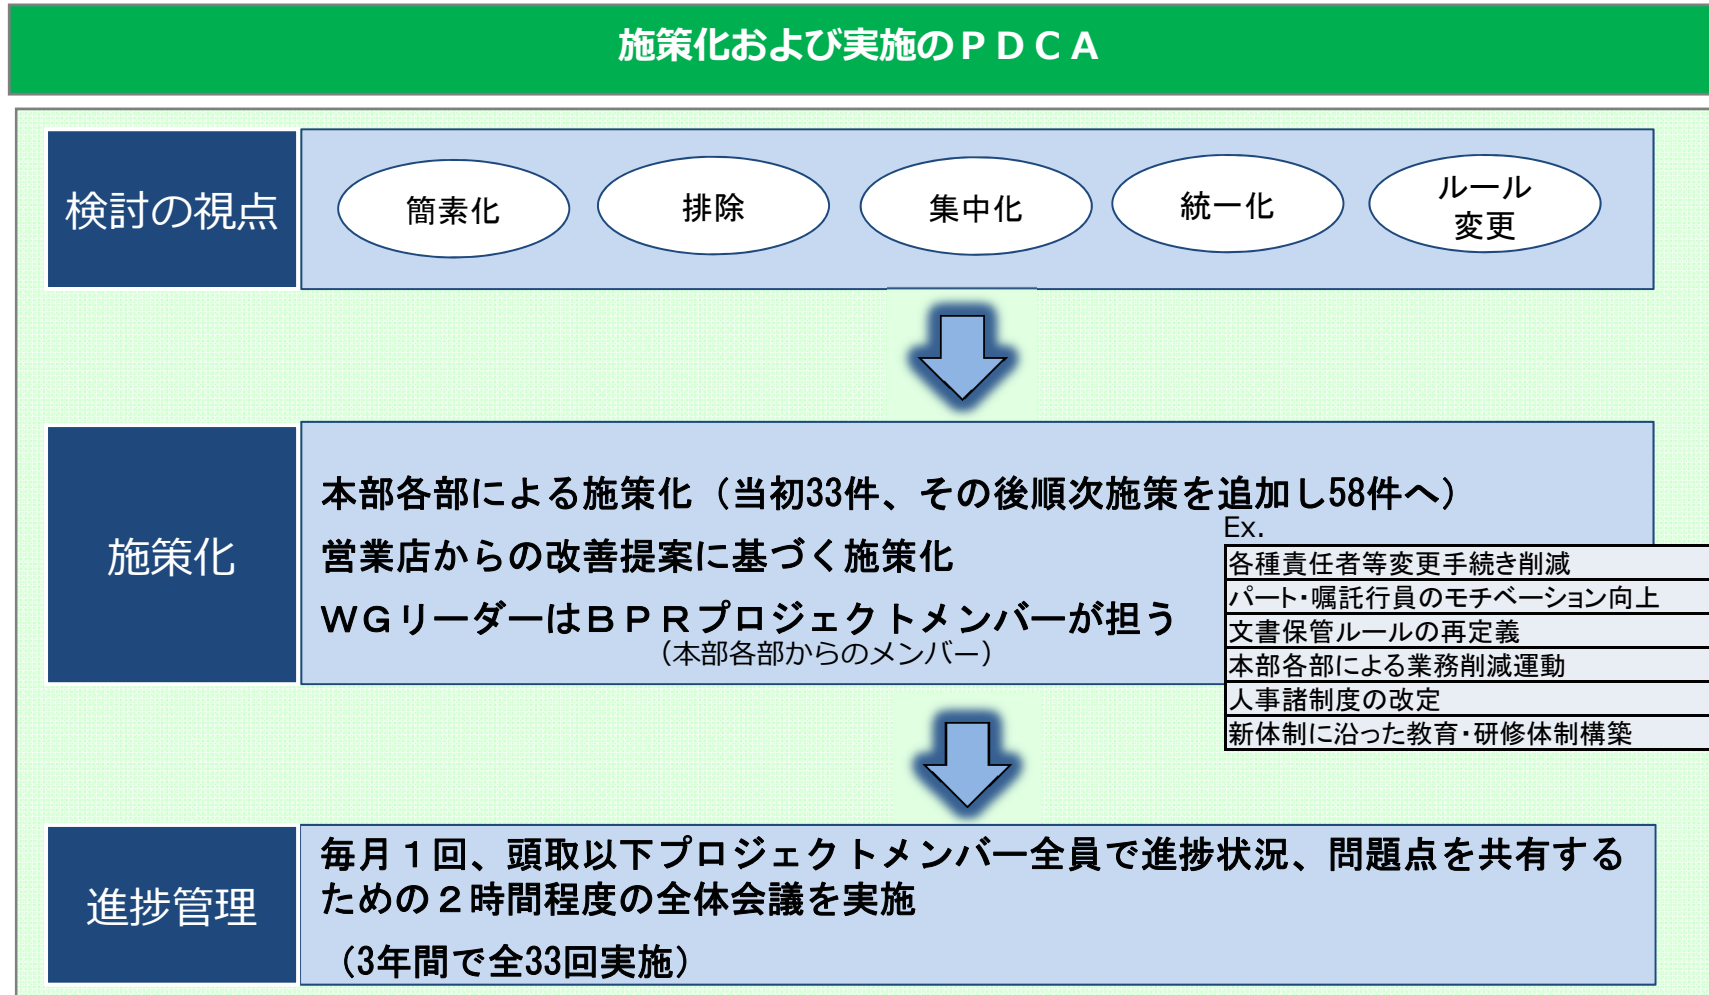 施策化および実施のＰＤＣＡ
検討の視点
簡素化
排除
集中化
統一化
ルール
変更
施策化
本部各部による施策化（当初33件、その後順次施策を追加し58件へ）
営業店からの改善提案に基づく施策化
ＷＧリーダーはＢＰＲプロジェクトメンバーが担う
（本部各部からのメンバー）
Ex.
各種責任者等変更手続き削減
パート・嘱託行員のモチベーション向上
文書保管ルールの再定義
本部各部による業務削減運動
人事諸制度の改定
新体制に沿った教育・研修体制構築
進捗管理
毎月１回、頭取以下プロジェクトメンバー全員で進捗状況、問題点を共有する
ための２時間程度の全体会議を実施
（3年間で全33回実施）